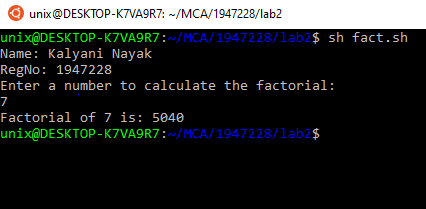 unix@DESKTOP-K7VA9R7: ~/MCA/1947228/lab2
unix@DESKTOP-K7VA9R7:~/MCA/1947228/lab2$ sh fact.sh
Name: Kalyani Nayak
RegNo: 1947228
Enter a number to calculate the factorial:
7
Factorial of 7 is: 5040
unix@DESKTOP-K7VA9R7:~/MCA/1947228/lab2$